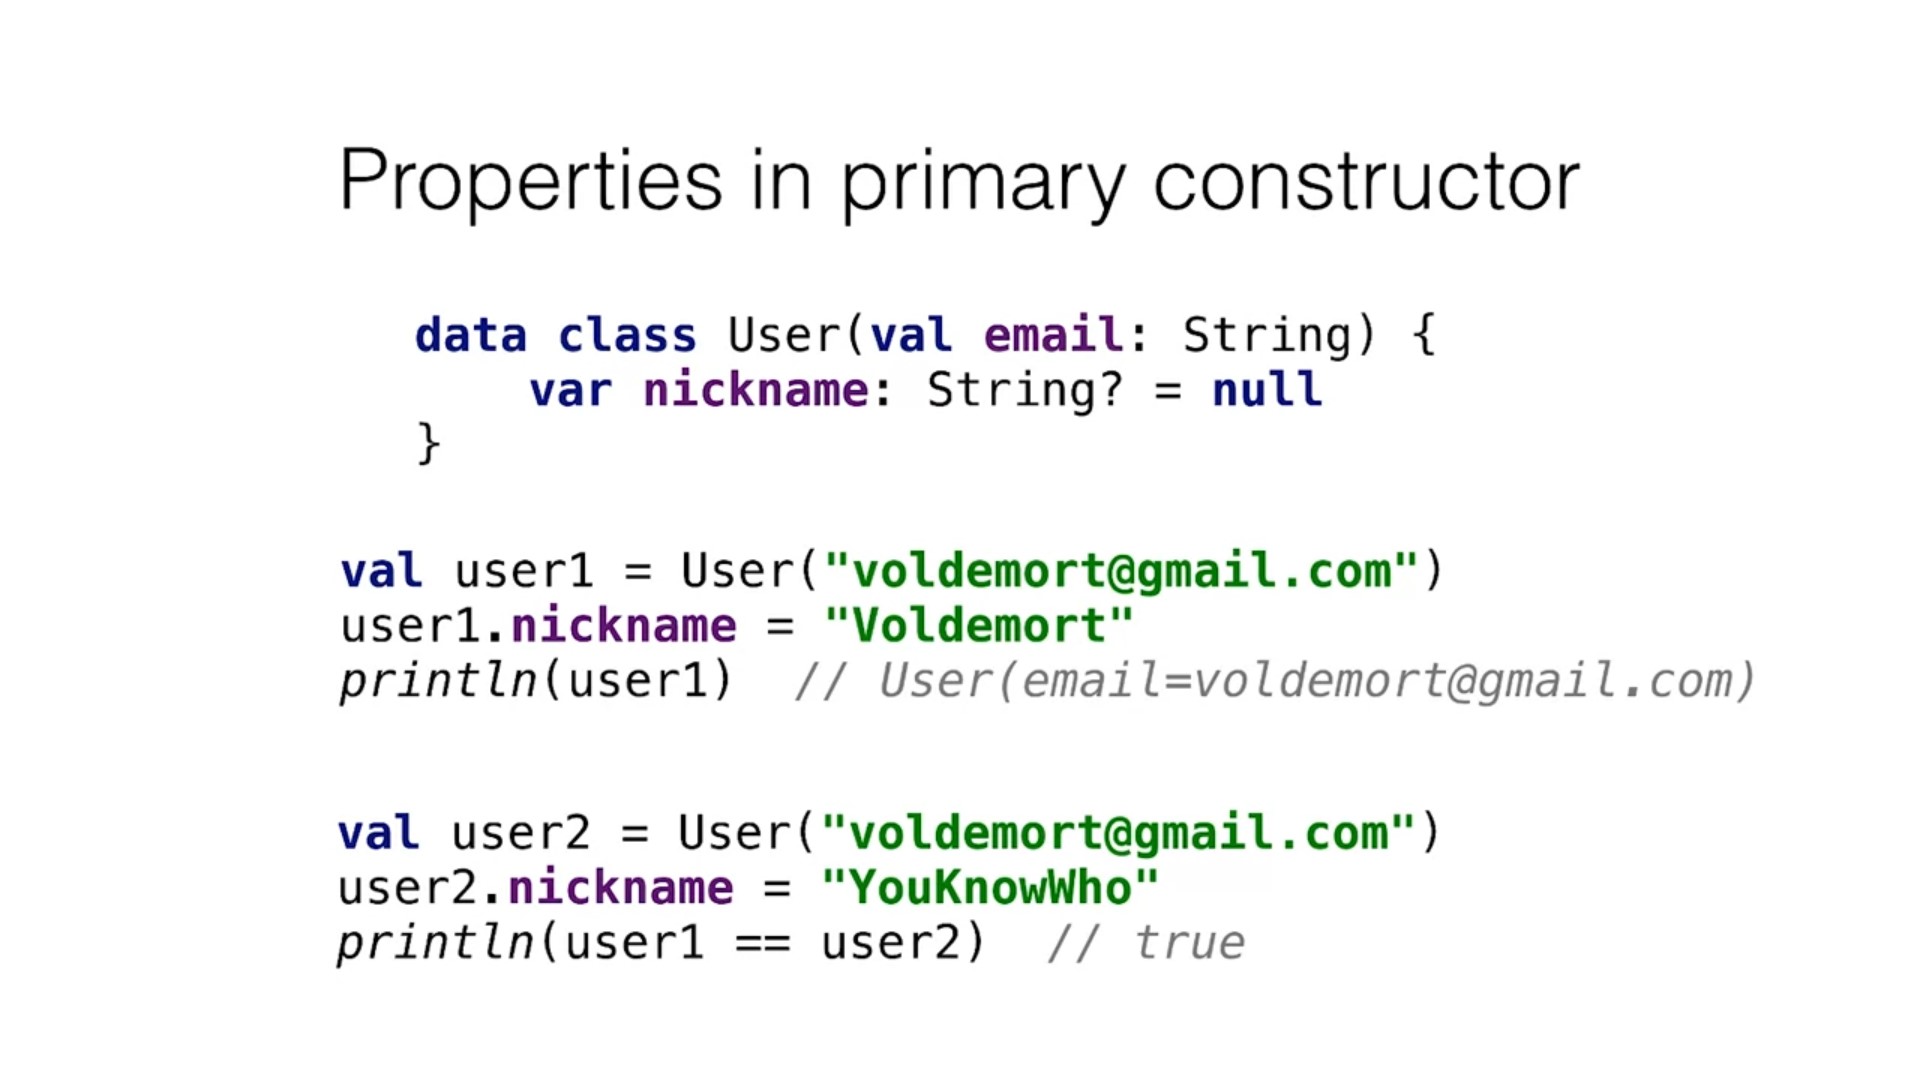 Properties in primary constructor
data class User(val email: String) {
    var nickname: String? = null
}
val user1 = User("voldemort@gmail.com")
user1.nickname = "Voldemort"
println(user1)  // User(email=voldemort@gmail.com)
val user2 = User("voldemort@gmail.com")
user2.nickname = "YouKnowWho"
println(user1 == user2)  // true